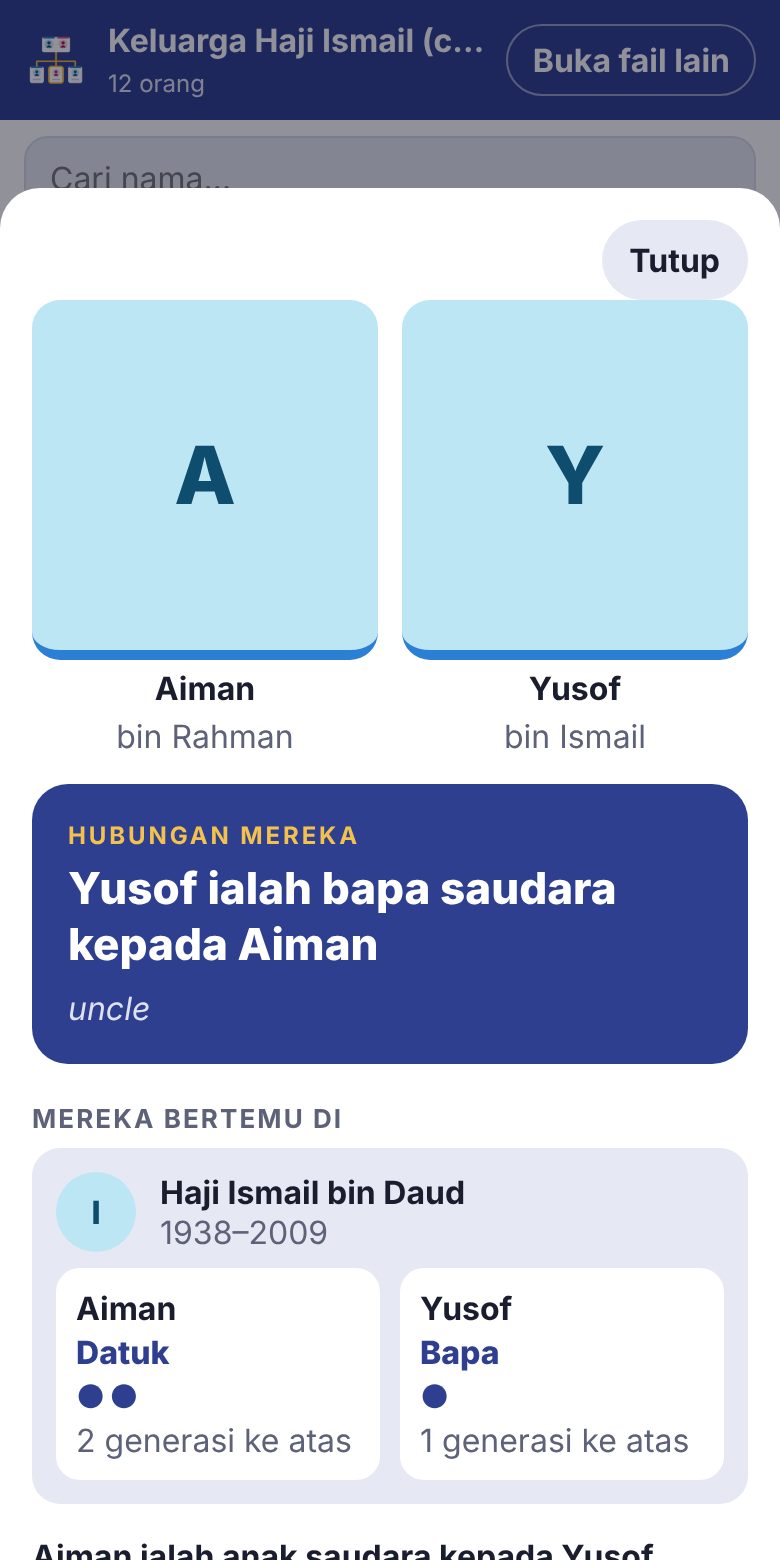 Keluarga Haji Ismail (c...
12 orang
Buka fail lain
Cari nama...
Tutup
A
Y
Aiman
bin Rahman
Yusof
bin Ismail
HUBUNGAN MEREKA
Yusof ialah bapa saudara
kepada Aiman
uncle
MEREKA BERTEMU DI
I
Haji Ismail bin Daud
1938–2009
Aiman
Datuk
2 generasi ke atas
Yusof
Bapa
1 generasi ke atas
Aiman ialah anak saudara kepada Yusof